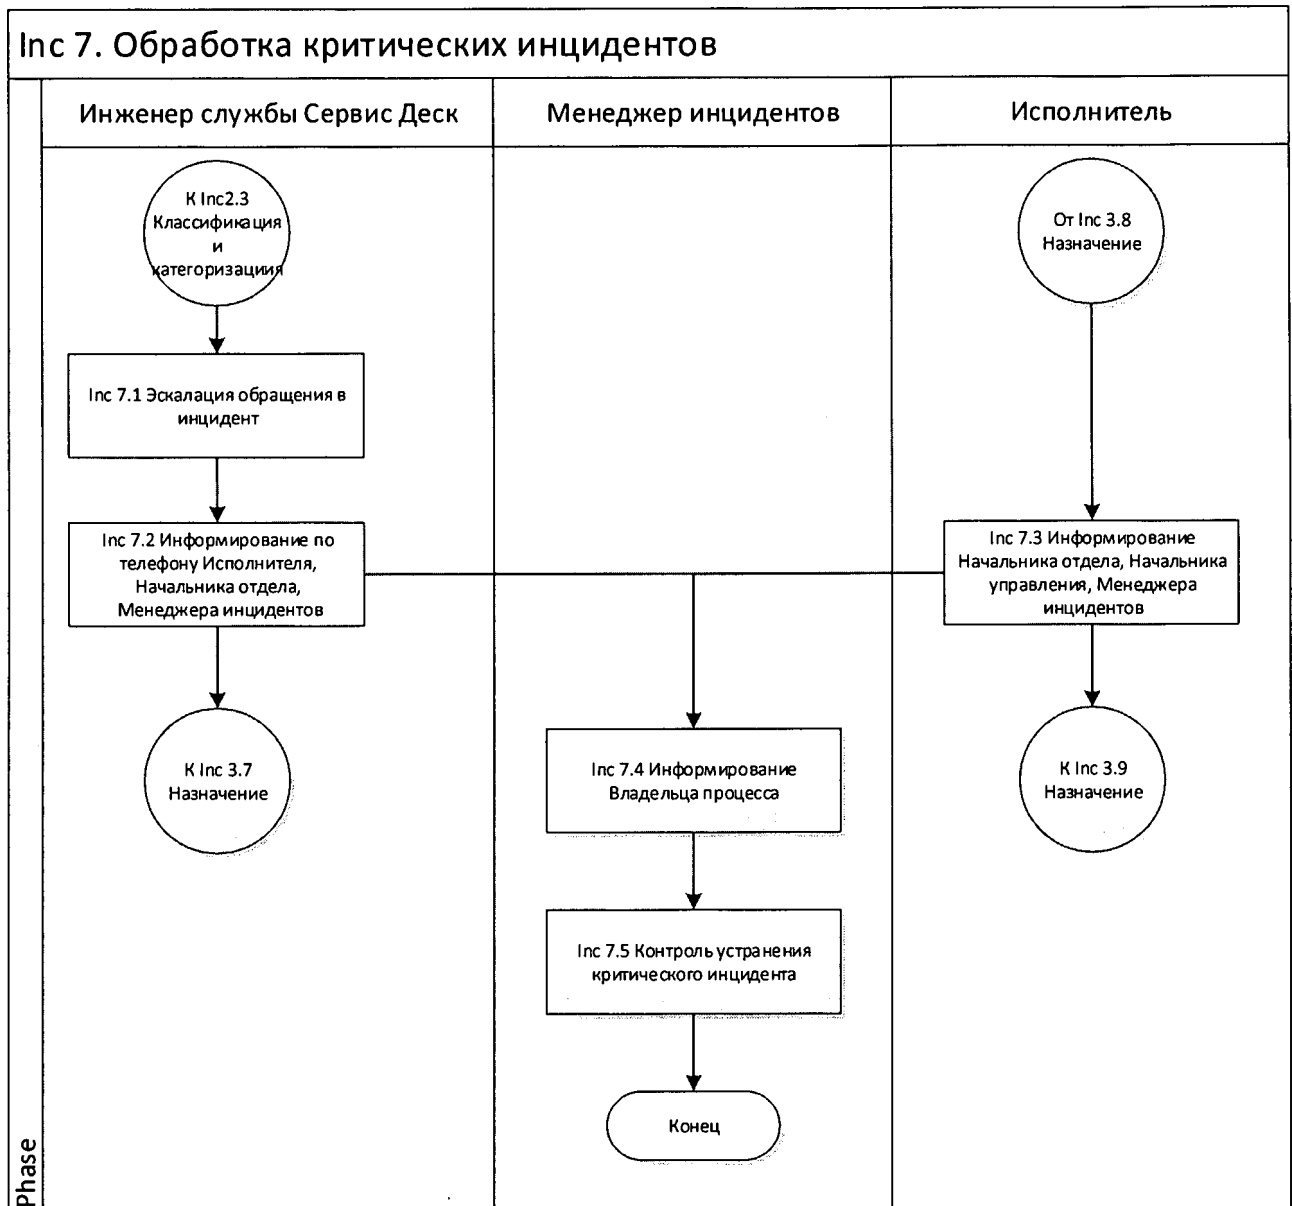 Inc 7. Обработка критических инцидентов
Инженер службы Сервис Деск
Менеджер инцидентов
Исполнитель
К Inc2.3
Классификация
и
категоризациия
От Inc 3.8
Назначение
Inc 7.1 Эскалация обращения в
инцидент
Inc 7.2 Информирование по
телефону Исполнителя,
Начальника отдела,
Менеджера инцидентов
Inc 7.3 Информирование
Начальника отдела, Начальника
управления, Менеджера
инцидентов
К Inc 3.7
Назначение
Inc 7.4 Информирование
Владельца процесса
К Inc 3.9
Назначение
Inc 7.5 Контроль устранения
критического инцидента
Конец
Phase